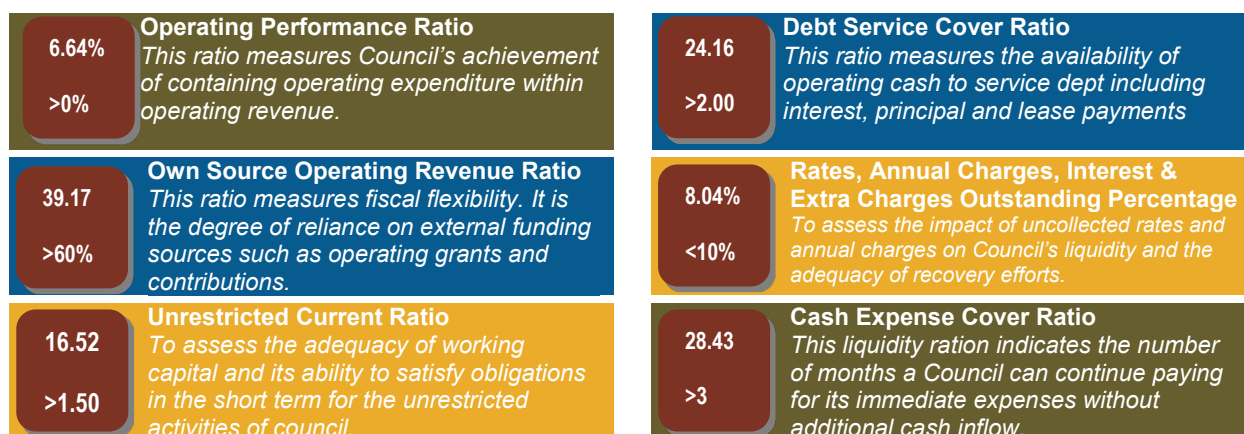 6.64%
>0%
Operating Performance Ratio
This ratio measures Council's achievement
of containing operating expenditure within
operating revenue.
24.16
>2.00
Debt Service Cover Ratio
This ratio measures the availability of
operating cash to service dept including
interest, principal and lease payments
39.17
>60%
Own Source Operating Revenue Ratio
This ratio measures fiscal flexibility. It is
the degree of reliance on external funding
sources such as operating grants and
contributions.
8.04%
<10%
Rates, Annual Charges, Interest &
Extra Charges Outstanding Percentage
To assess the impact of uncollected rates and
annual charges on Council's liquidity and the
adequacy of recovery efforts.
16.52
>1.50
Unrestricted Current Ratio
To assess the adequacy of working
capital and its ability to satisfy obligations
in the short term for the unrestricted
activities of council
28.43
>3
Cash Expense Cover Ratio
This liquidity ration indicates the number
of months a Council can continue paying
for its immediate expenses without
additional cash inflow.